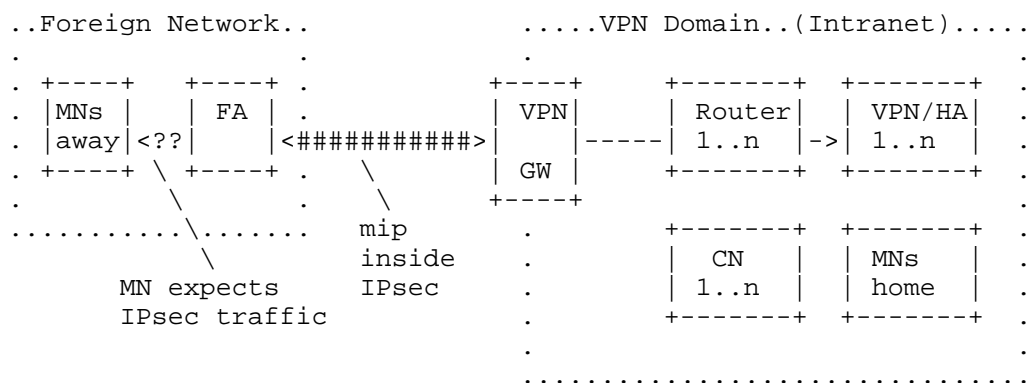 ..Foreign Network..             .....VPN Domain..(Intranet).....
.                 .             .                              .
. +----+   +----+ .           +----+     +-------+  +-------+  .
. |MNs |   | FA | .           | VPN|     | Router|  | VPN/HA|  .
. |away|<??|    |<###########>|    |-----| 1..n  |->| 1..n  |  .
. +----+ \ +----+ .   \       | GW |     +-------+  +-------+  .
.         \       .    \      +----+                           .
...........\.......   mip       .        +-------+  +-------+  .
            \         inside    .        |  CN   |  | MNs   |  .
      MN expects      IPsec     .        | 1..n  |  | home  |  .
      IPsec traffic             .        +-------+  +-------+  .
                                .                              .
                                ................................